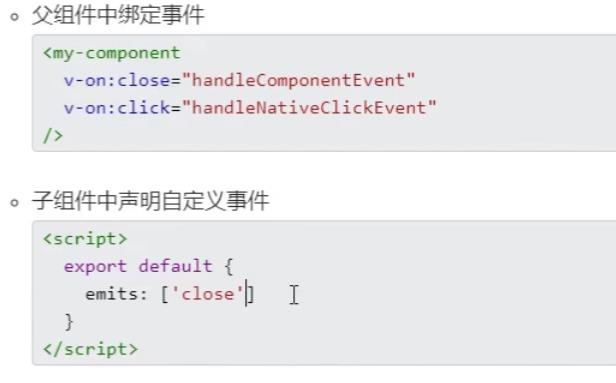 父组件中绑定事件
<my-component
v-on:close="handleComponentEvent"
v-on:click="handleNativeClickEvent"
/>
子组件中声明自定义事件
<script>
export default {
emits: ['close']
}
</script>